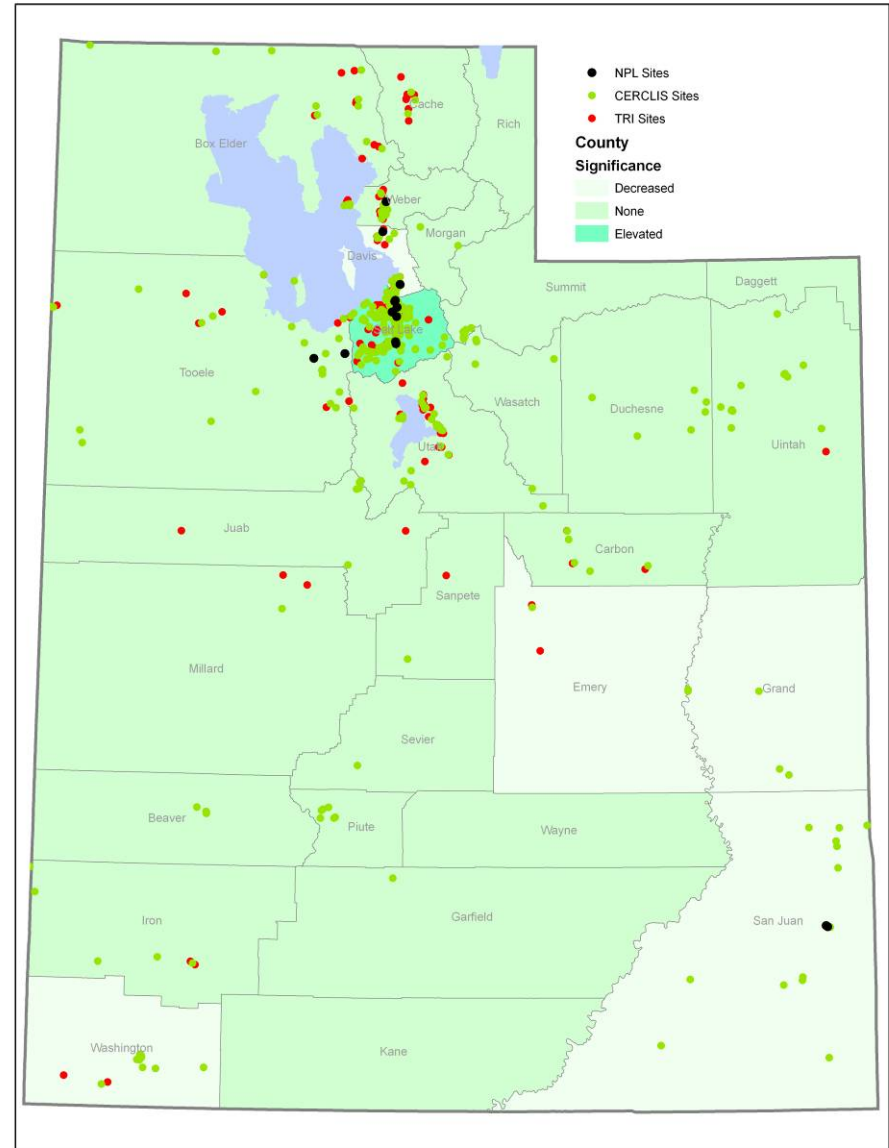 NPL Sites
CERCLIS Sites
TRI Sites
County
Significance
Decreased
None
Elevated
Cache
Rich
Box Elder
Weber
Morgan
Davis
Summit
Daggett
Salt Lake
Tooele
Wasatch
Duchesne
Uintah
Utah
Juab
Carbon
Sanpete
Millard
Emery
Grand
Sevier
Beaver
Piute
Wayne
Iron
Garfield
San Juan
Washington
Kane